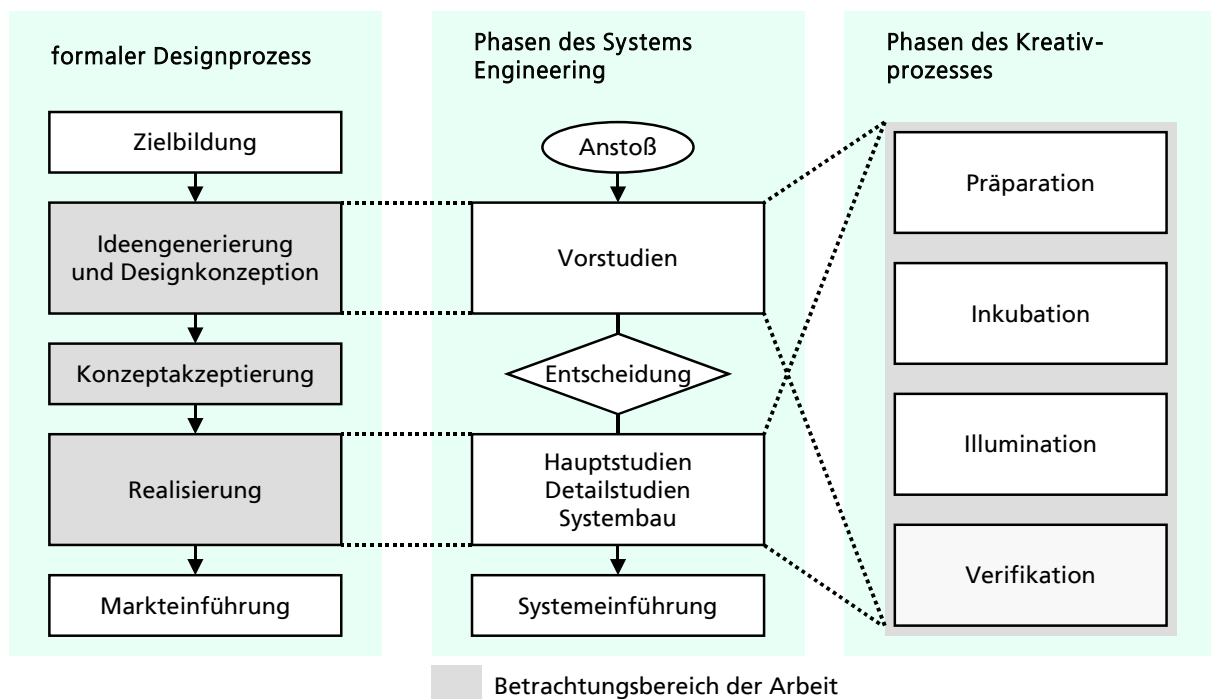 formaler Designprozess
Zielbildung
Ideengenerierung
und Designkonzeption
Konzeptakzeptierung
Realisierung
Markteinführung
Phasen des Systems
Engineering
Anstoß
Vorstudien
Entscheidung
Hauptstudien
Detailstudien
Systembau
Systemeinführung
Phasen des Kreativ-
prozesses
Präparation
Inkubation
Illumination
Verifikation
Betrachtungsbereich der Arbeit